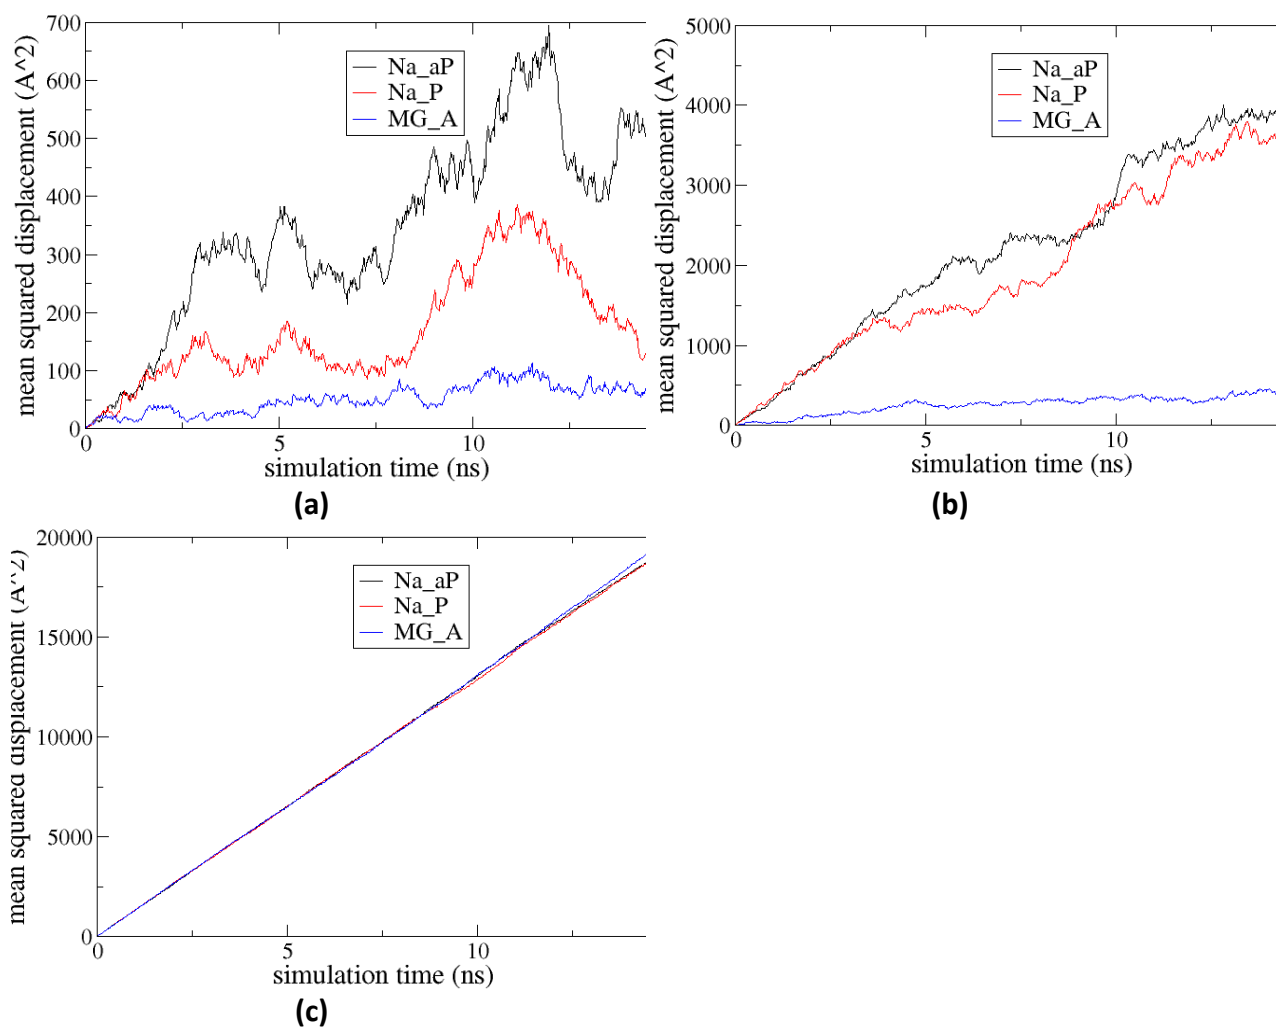 700
600
500
400
300
200
100
0
mean squared displacement (A^2)
Na_aP
Na_P
MG_A
0
5
10
simulation time (ns)
(a)
5000
4000
3000
2000
1000
0
mean squared displacement (A^2)
Na_aP
Na_P
MG_A
0
5
10
simulation time (ns)
(b)
20000
15000
10000
5000
0
mean squared displacement (A^2)
Na_aP
Na_P
MG_A
0
5
10
simulation time (ns)
(c)